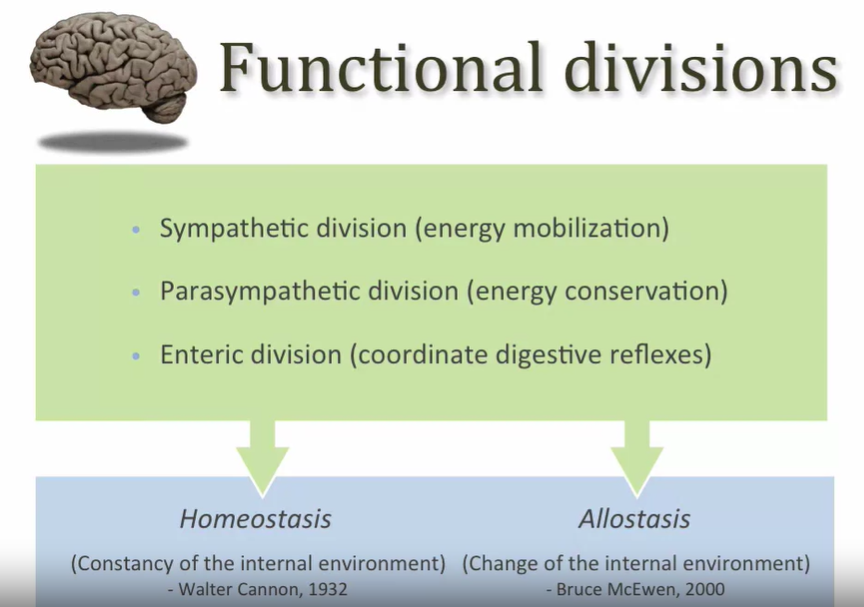 Functional divisions
• Sympathetic division (energy mobilization)
• Parasympathetic division (energy conservation)
• Enteric division (coordinate digestive reflexes)
Homeostasis
(Constancy of the internal environment)
- Walter Cannon, 1932
Allostasis
(Change of the internal environment)
- Bruce McEwen, 2000